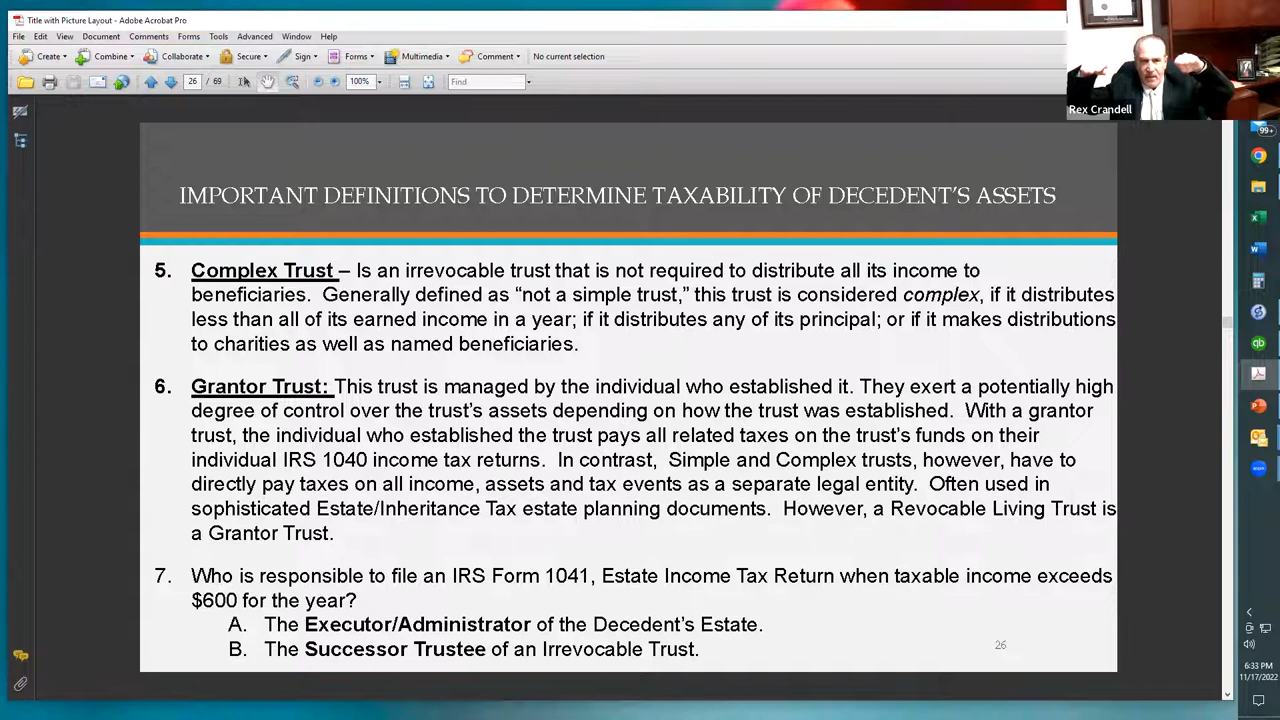 Title with Picture Layout - Adobe Acrobat Pro
File Edit View Document Comments Forms Tools Advanced Window Help
Create Combine Collaborate Secure Sign Forms Multimedia Comment No current selection
26 / 69 100% Find
Rex Crandell
99+
IMPORTANT DEFINITIONS TO DETERMINE TAXABILITY OF DECEDENT'S ASSETS
5. Complex Trust – Is an irrevocable trust that is not required to distribute all its income to
beneficiaries. Generally defined as “not a simple trust,” this trust is considered complex, if it distributes
less than all of its earned income in a year; if it distributes any of its principal; or if it makes distributions
to charities as well as named beneficiaries.
6. Grantor Trust: This trust is managed by the individual who established it. They exert a potentially high
degree of control over the trust’s assets depending on how the trust was established. With a grantor
trust, the individual who established the trust pays all related taxes on the trust’s funds on their
individual IRS 1040 income tax returns. In contrast, Simple and Complex trusts, however, have to
directly pay taxes on all income, assets and tax events as a separate legal entity. Often used in
sophisticated Estate/Inheritance Tax estate planning documents. However, a Revocable Living Trust is
a Grantor Trust.
7. Who is responsible to file an IRS Form 1041, Estate Income Tax Return when taxable income exceeds
$600 for the year?
A. The Executor/Administrator of the Decedent’s Estate.
B. The Successor Trustee of an Irrevocable Trust.
26
6:33 PM
11/17/2022